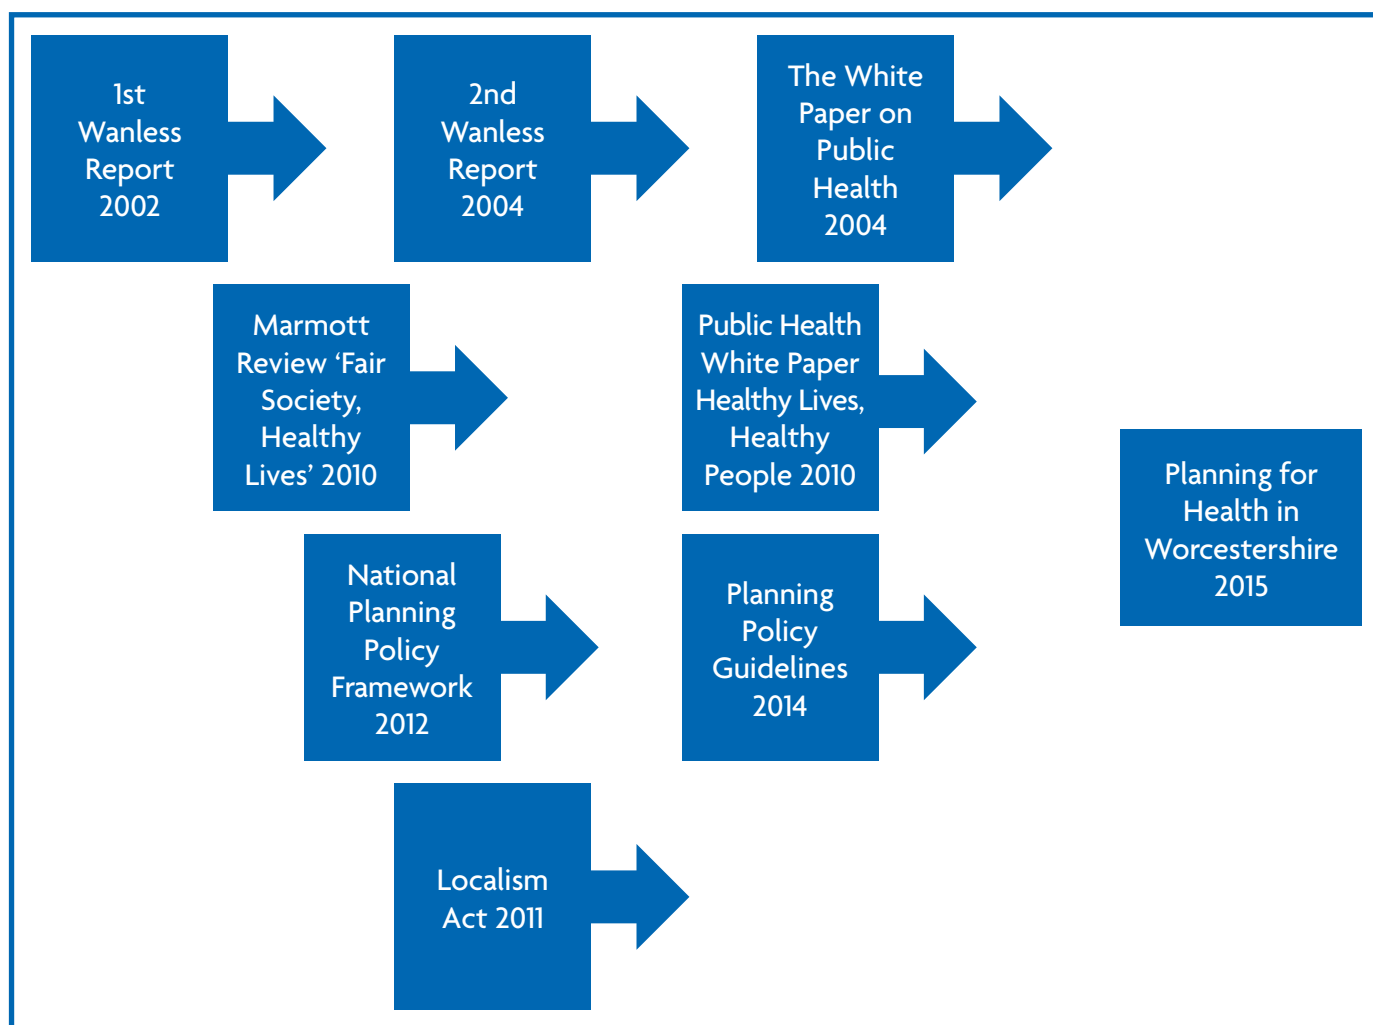 1st
Wanless
Report
2002
2nd
Wanless
Report
2004
The White
Paper on
Public
Health
2004
Marmott
Review ‘Fair
Society,
Healthy
Lives’ 2010
Public Health
White Paper
Healthy Lives,
Healthy
People 2010
Planning for
Health in
Worcestershire
2015
National
Planning
Policy
Framework
2012
Planning
Policy
Guidelines
2014
Localism
Act 2011